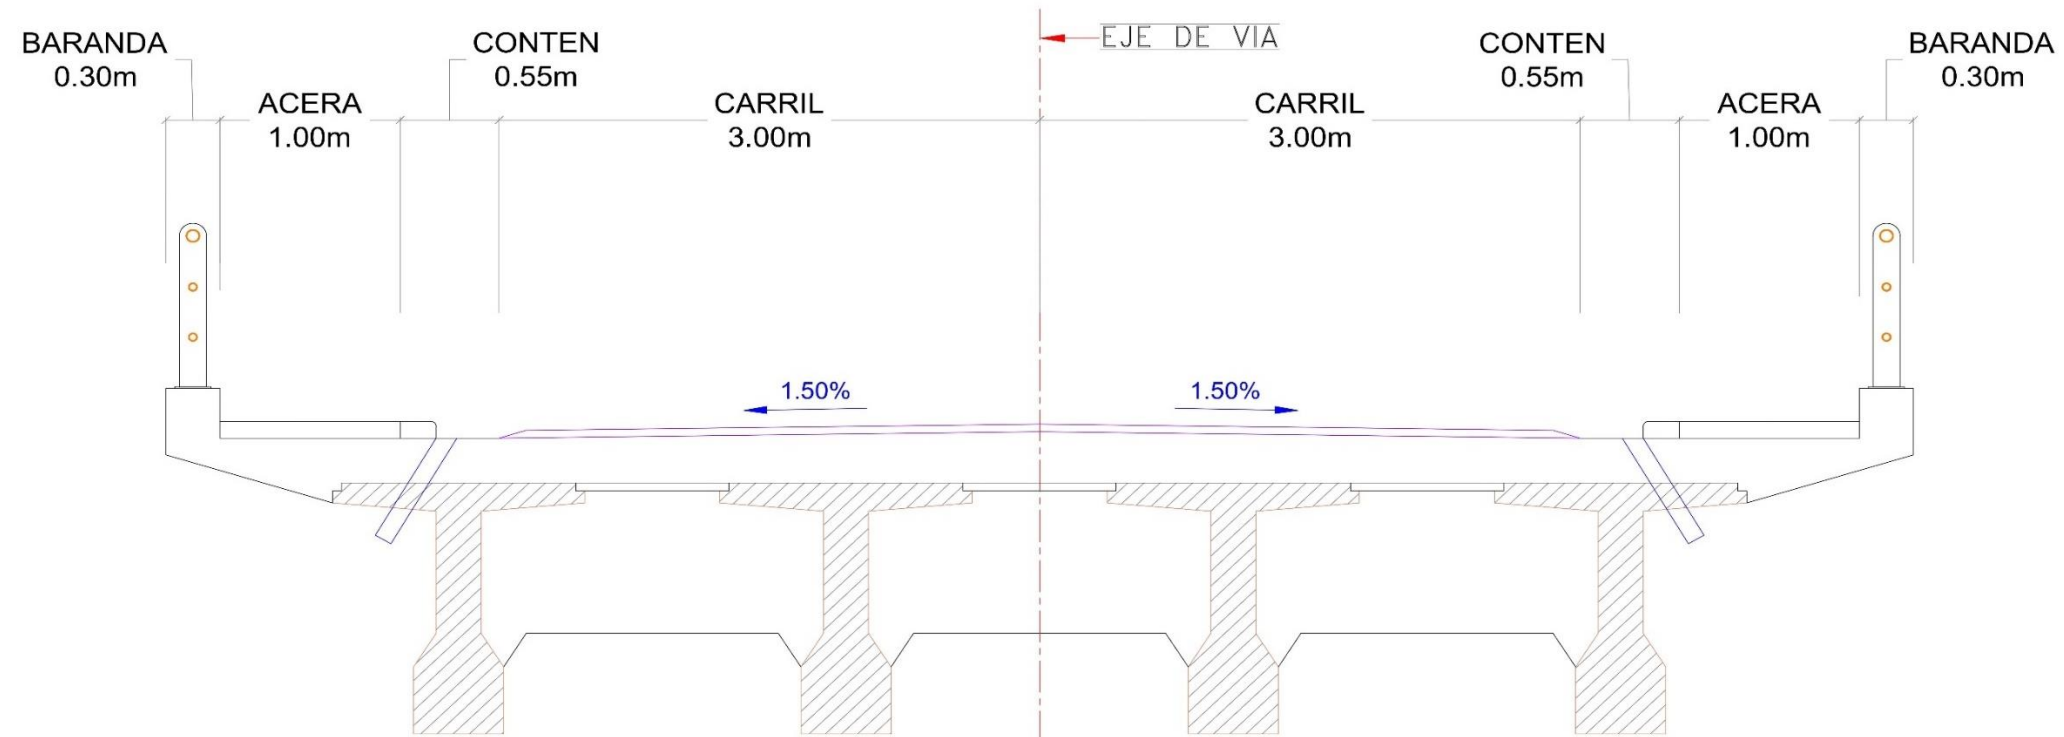 EJE DE VIA
BARANDA
0.30m
CONTEN
0.55m
CONTEN
0.55m
BARANDA
0.30m
ACERA
1.00m
CARRIL
3.00m
CARRIL
3.00m
ACERA
1.00m
1.50%
1.50%